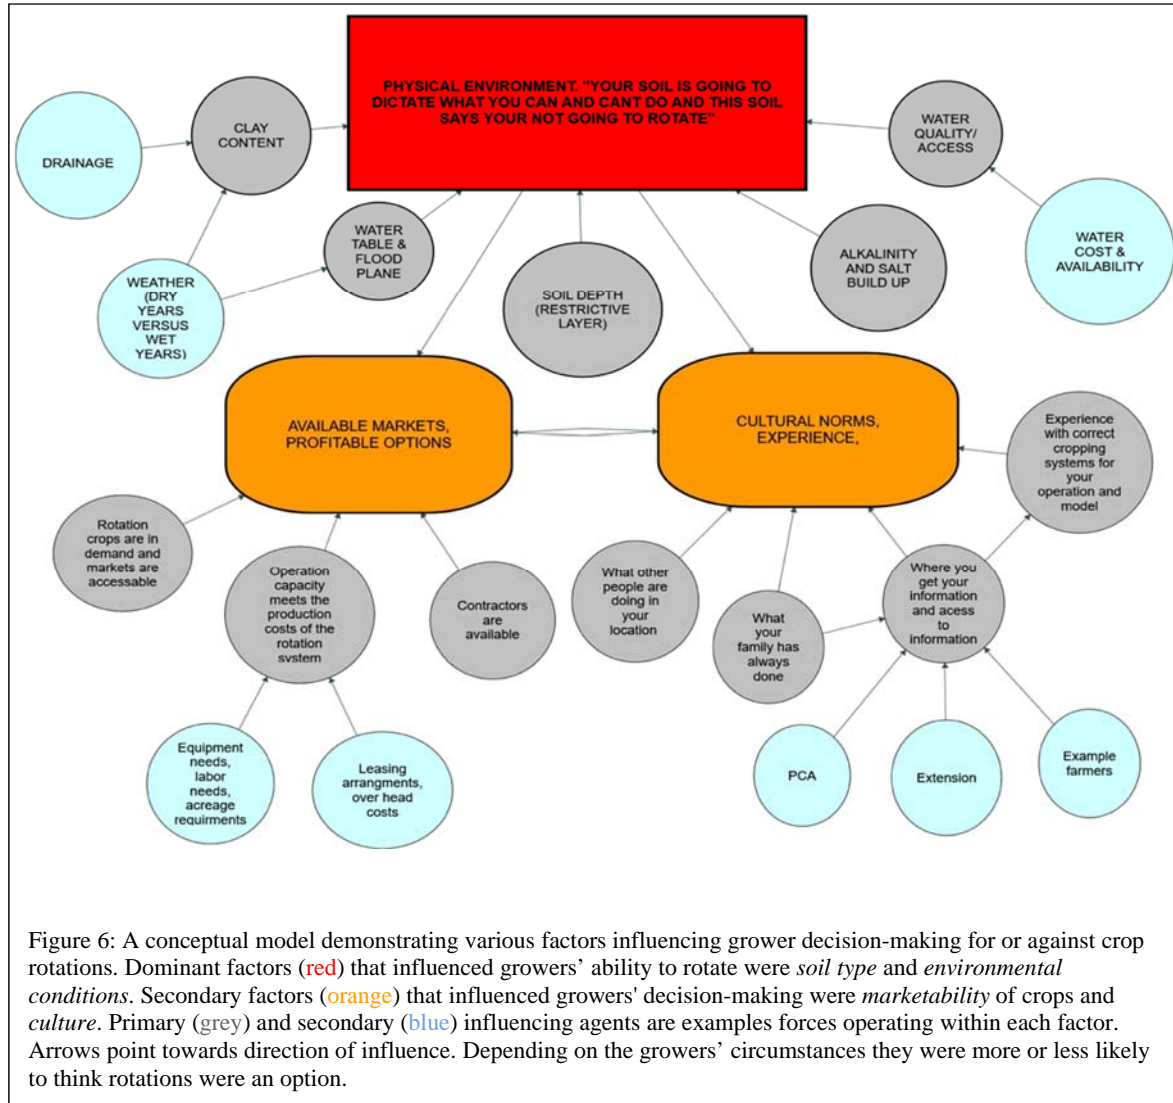 PHYSICAL ENVIRONMENT. "YOUR SOIL IS GOING TO
DICTATE WHAT YOU CAN AND CANT DO AND THIS SOIL
SAYS YOUR NOT GOING TO ROTATE"
DRAINAGE
CLAY
CONTENT
WATER
QUALITY/
ACCESS
WEATHER
(DRY
YEARS
VERSUS
WET
YEARS)
WATER
TABLE &
FLOOD
PLANE
SOIL DEPTH
(RESTRICTIVE
LAYER)
ALKALINITY
AND SALT
BUILD UP
WATER
COST &
AVAILABILITY
AVAILABLE MARKETS,
PROFITABLE OPTIONS
CULTURAL NORMS,
EXPERIENCE,
Experience
with correct
cropping
systems for
your
operation and
model
Rotation
crops are in
demand and
markets are
accessable
Operation
capacity
meets the
production
costs of the
rotation
system
Contractors
are
available
What other
people are
doing in
your
location
What
your
family has
always
done
Where you
get your
information
and acess
to
information
Equipment
needs,
labor
needs,
acreage
requirments
Leasing
arrangments,
over head
costs
PCA
Extension
Example
farmers
Figure 6: A conceptual model demonstrating various factors influencing grower decision-making for or against crop
rotations. Dominant factors (red) that influenced growers’ ability to rotate were soil type and environmental
conditions. Secondary factors (orange) that influenced growers' decision-making were marketability of crops and
culture. Primary (grey) and secondary (blue) influencing agents are examples forces operating within each factor.
Arrows point towards direction of influence. Depending on the growers’ circumstances they were more or less likely
to think rotations were an option.